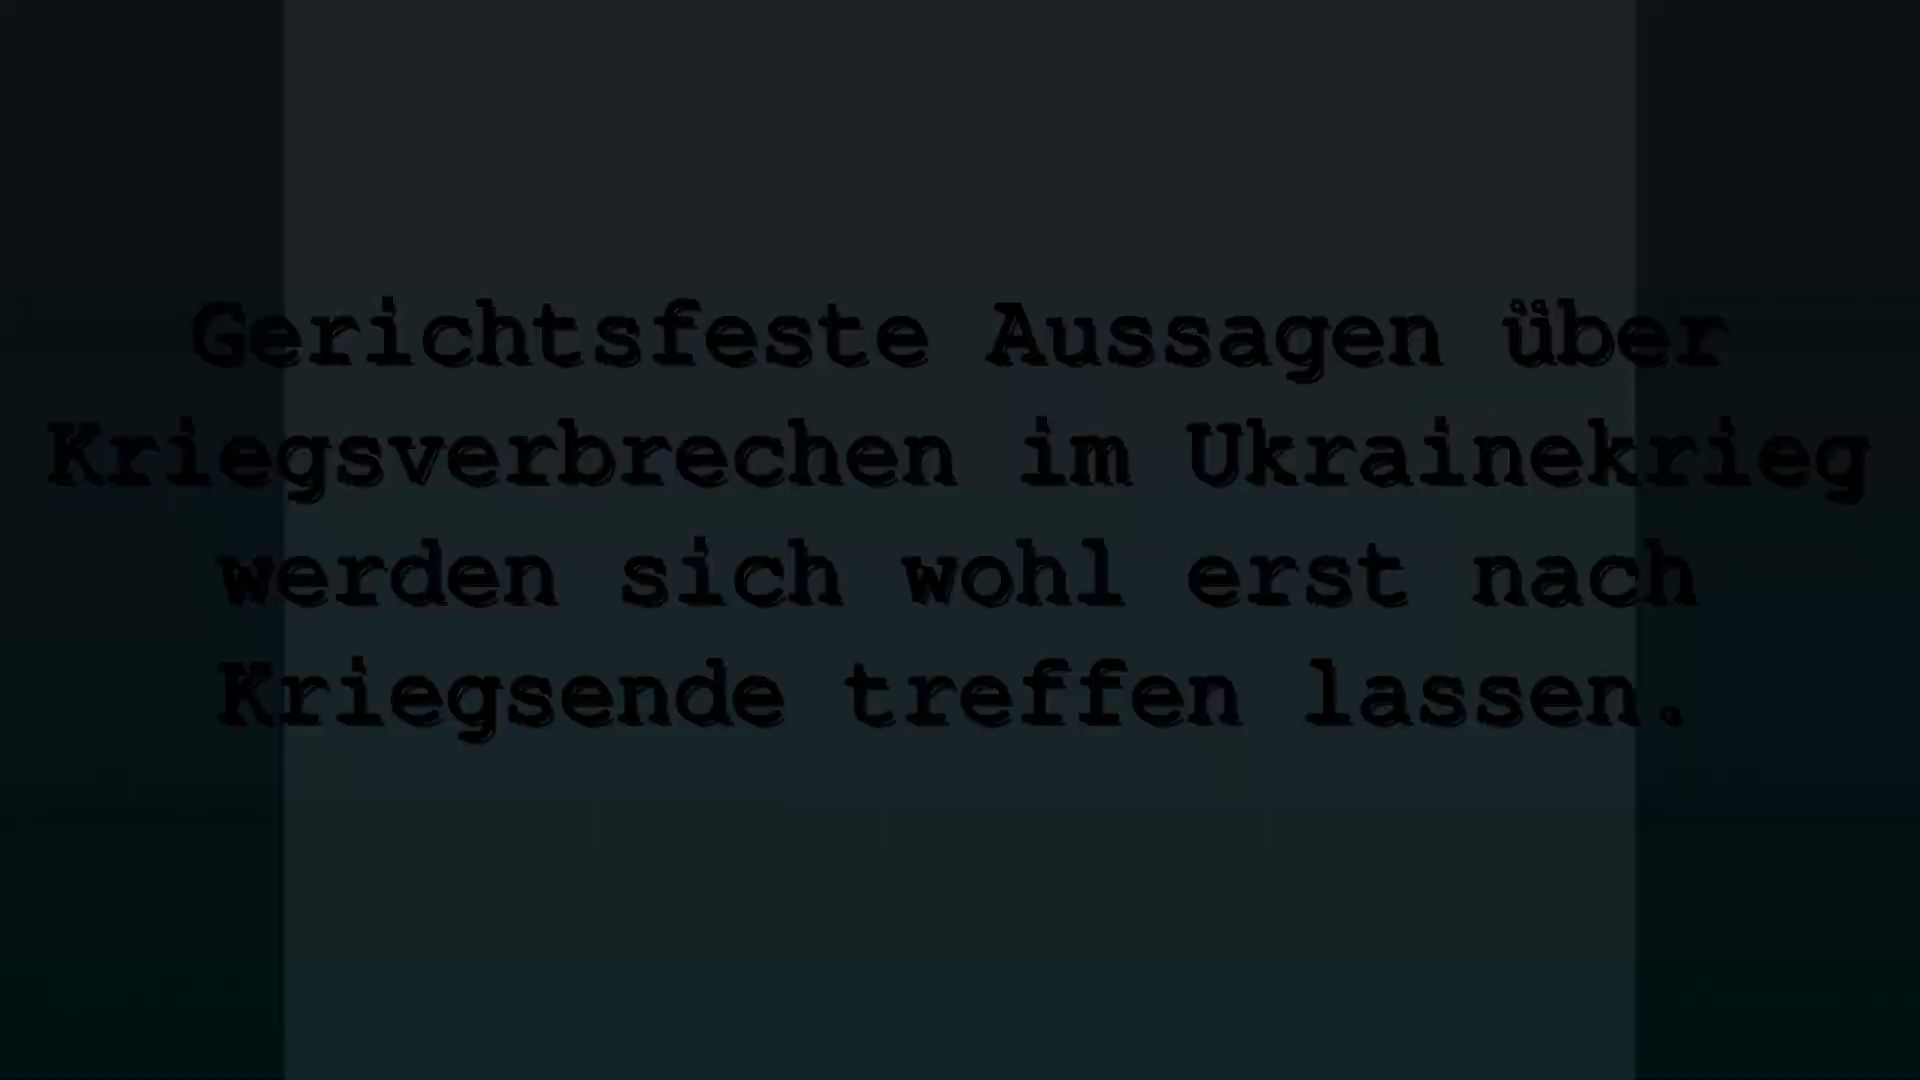 Gerichtsfeste Aussagen über
Kriegsverbrechen im Ukrainekrieg
werden sich wohl erst nach
Kriegsende treffen lassen.